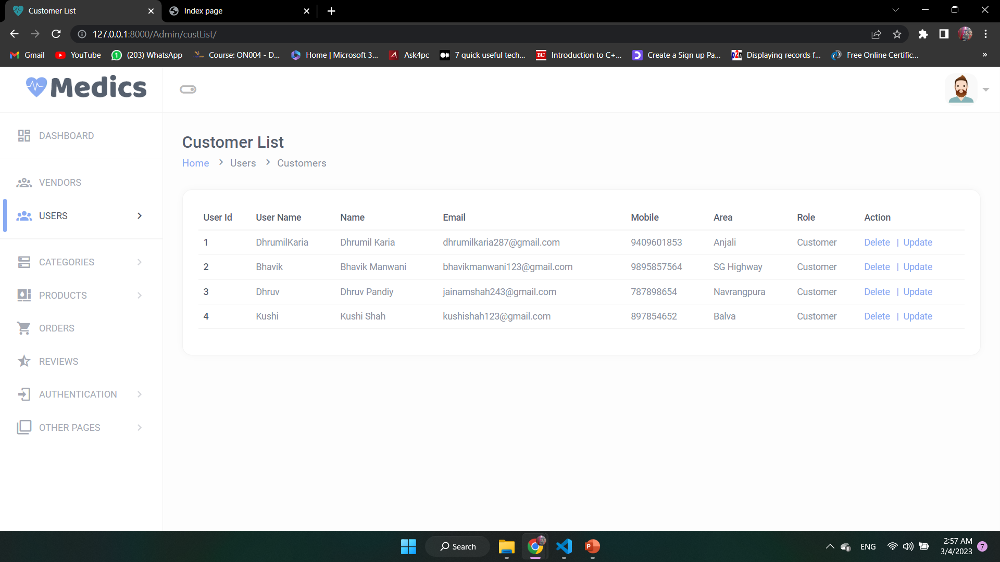 Customer List
Index page
127.0.0.1:8000/Admin/custList/
Gmail YouTube (203) WhatsApp Course: ON004 - D... Home | Microsoft 3... Ask4pc 7 quick useful tech... BU Introduction to C+... Create a Sign up Pa... p2n Displaying records f... Free Online Certific... »
Medics
DASHBOARD
VENDORS
USERS
CATEGORIES
PRODUCTS
ORDERS
REVIEWS
AUTHENTICATION
OTHER PAGES
Customer List
Home > Users > Customers
User Id User Name Name Email Mobile Area Role Action
1 DhrumilKaria Dhrumil Karia dhrumilkaria287@gmail.com 9409601853 Anjali Customer Delete | Update
2 Bhavik Bhavik Manwani bhavikmanwani123@gmail.com 9895857564 SG Highway Customer Delete | Update
3 Dhruv Dhruv Pandiy jainamshah243@gmail.com 787898654 Navrangpura Customer Delete | Update
4 Kushi Kushi Shah kushishah123@gmail.com 897854652 Balva Customer Delete | Update
Search
ENG
2:57 AM
3/4/2023
7